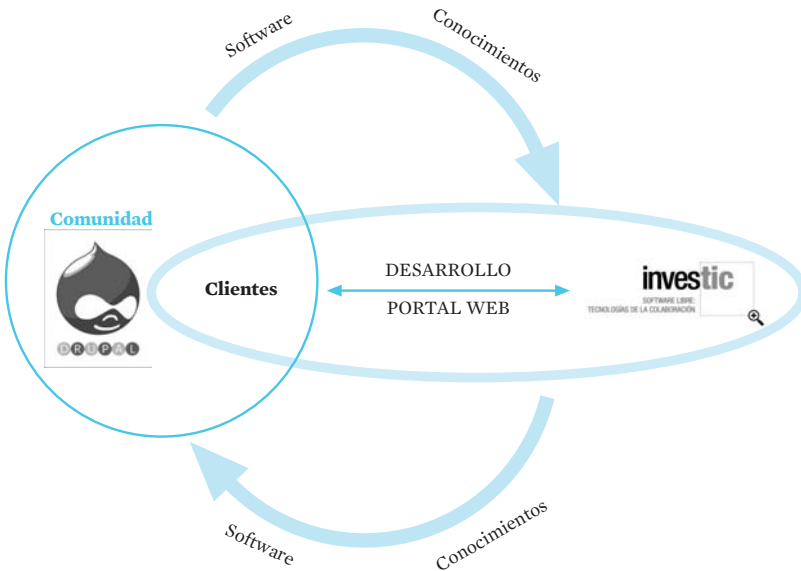 Software
Conocimientos
Comunidad
DRUPAL
Clientes
DESARROLLO
PORTAL WEB
investic
SOFTWARE LIBRE:
TECNOLOGÍAS DE LA COLABORACIÓN
Software
Conocimientos